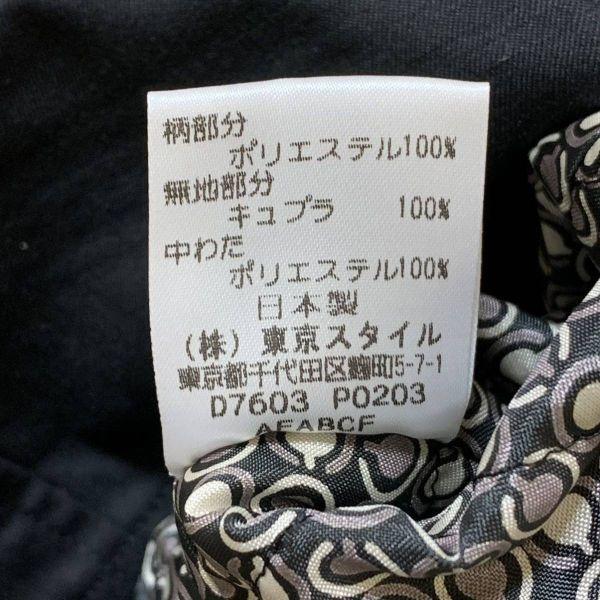 柄部分
ポリエステル100%
無地部分
キュプラ 100%
中わた
ポリエステル100%
日本製
(株)東京スタイル
東京都千代田区麹町5-7-1
D7603 P0203
AEABCF